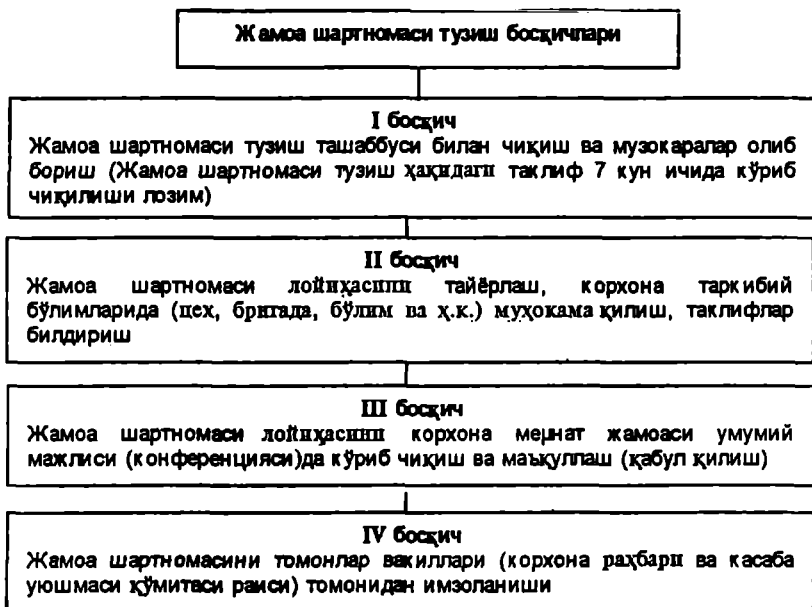 Жамоа шартномаси тузиш босқичлари
I босқич
Жамоа шартномаси тузиш ташаббуси билан чиқиш ва музокаралар олиб
бориш (Жамоа шартномаси тузиш ҳақидаги таклиф 7 кун ичида кўриб
чиқилиши лозим)
II босқич
Жамоа шартномаси лойиҳасини тайёрлаш, корхона таркибий
бўлимларида (цех, бригада, бўлим ва ҳ.к.) муҳокама қилиш, таклифлар
билдириш
III босқич
Жамоа шартномаси лойиҳасини корхона меҳнат жамоаси умумий
мажлиси (конференцияси)да кўриб чиқиш ва маъқуллаш (қабул қилиш)
IV босқич
Жамоа шартномасини томонлар вакиллари (корхона раҳбари ва касаба
уюшмаси қўмитаси раиси) томонидан имзоланиши